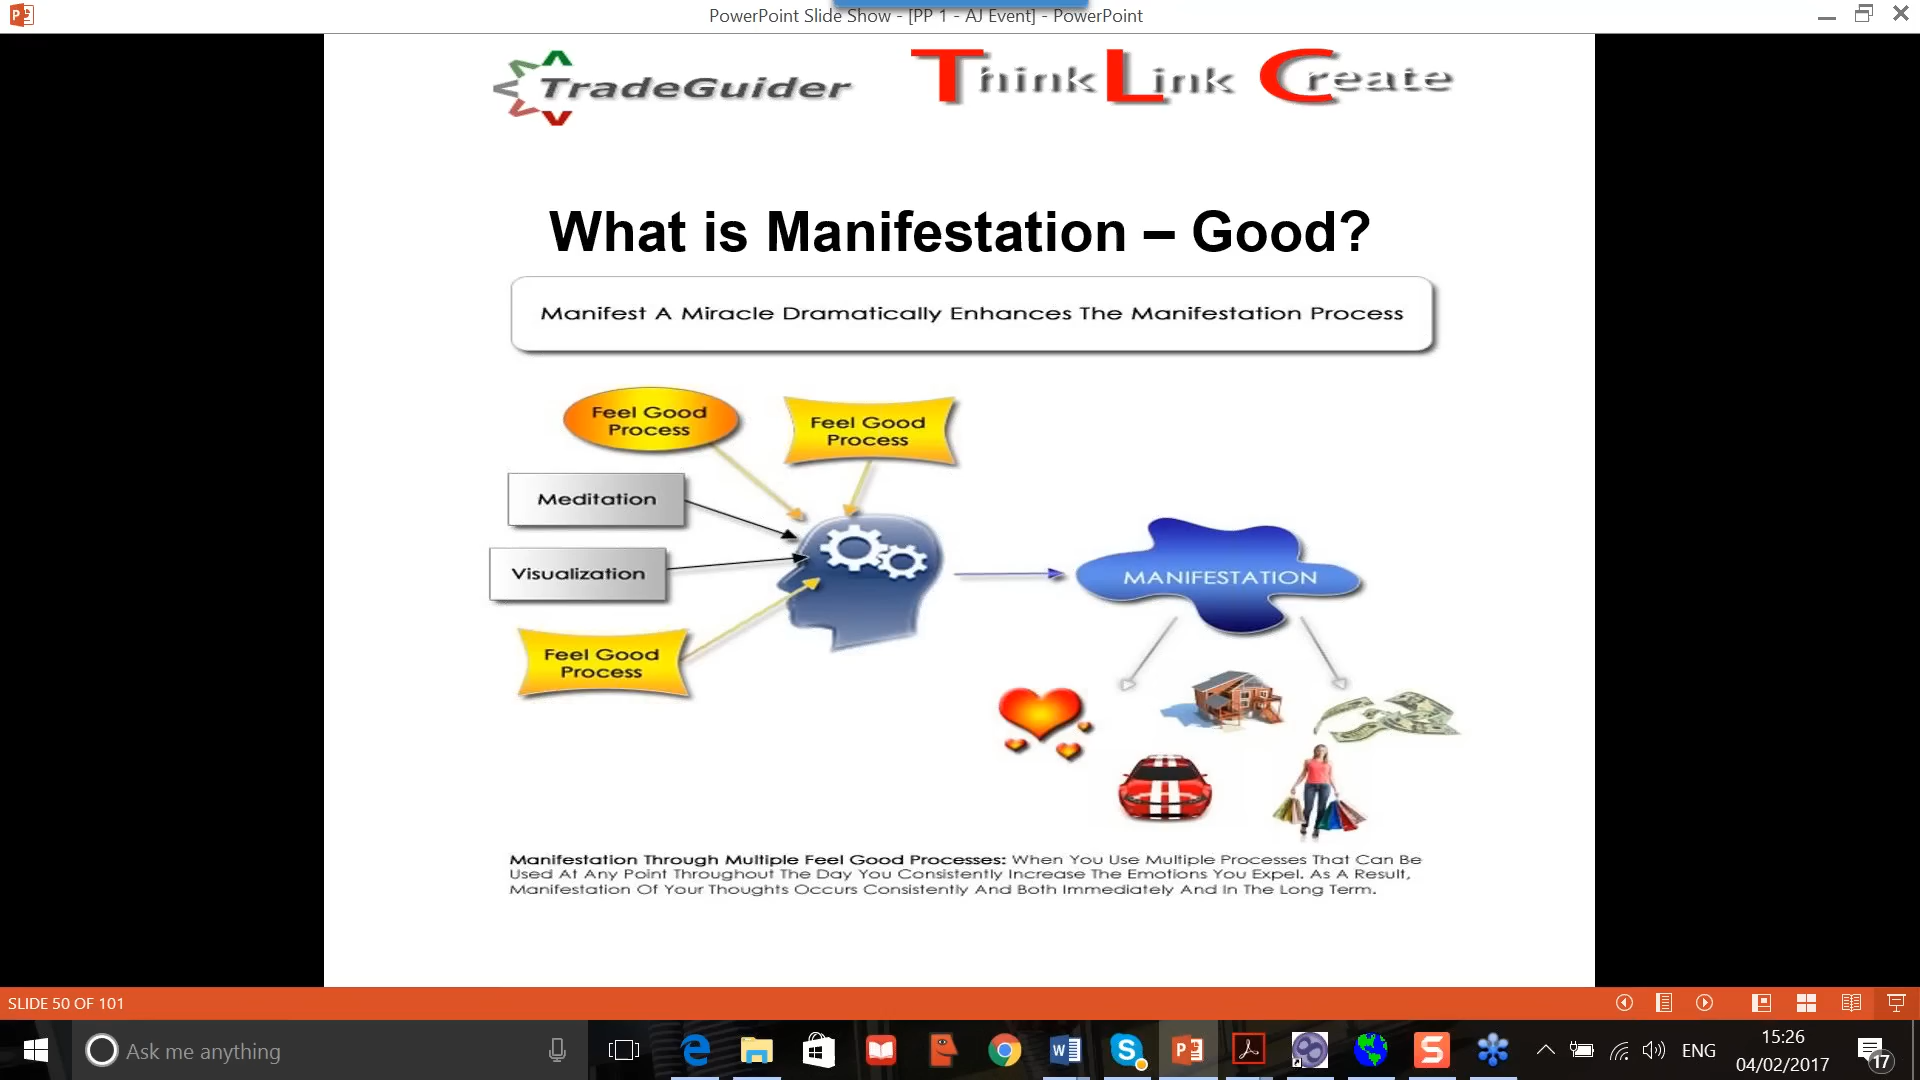 PowerPoint Slide Show - [PP 1 - AJ Event] - PowerPoint
TradeGuider
Think Link Create
What is Manifestation – Good?
Manifest A Miracle Dramatically Enhances The Manifestation Process
Feel Good
Process
Feel Good
Process
Meditation
Visualization
MANIFESTATION
Feel Good
Process
Manifestation Through Multiple Feel Good Processes: When You Use Multiple Processes That Can Be
Used At Any Point Throughout The Day You Consistently Increase The Emotions You Expel. As A Result,
Manifestation Of Your Thoughts Occurs Consistently And Both Immediately And In The Long Term.
SLIDE 50 OF 101
Ask me anything
ENG
15:26
04/02/2017
17